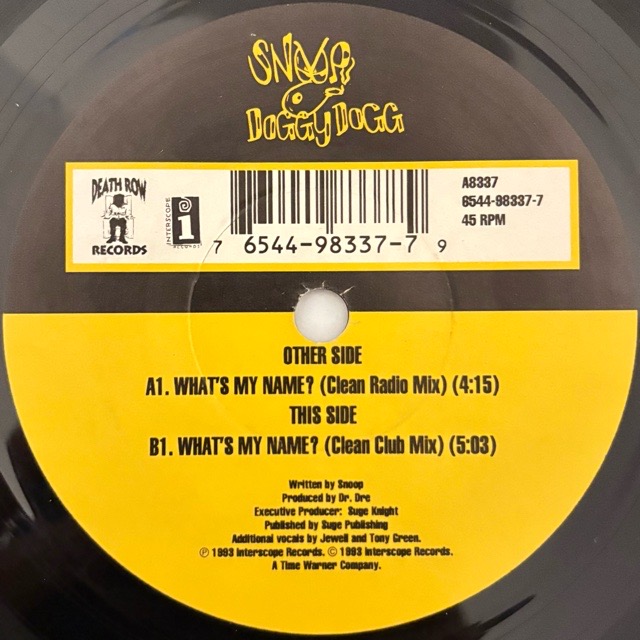 SNOOP
DOGGY DOGG
DEATH ROW
RECORDS
INTERSCOPE
RECORDS
i
7 6544-98337-7 9
A8337
6544-98337-7
45 RPM
OTHER SIDE
A1. WHAT'S MY NAME? (Clean Radio Mix) (4:15)
THIS SIDE
B1. WHAT'S MY NAME? (Clean Club Mix) (5:03)
Written by Snoop
Produced by Dr. Dre
Executive Producer: Suge Knight
Published by Suge Publishing
Additional vocals by Jewell and Tony Green.
℗ 1993 Interscope Records. © 1993 Interscope Records.
A Time Warner Company.